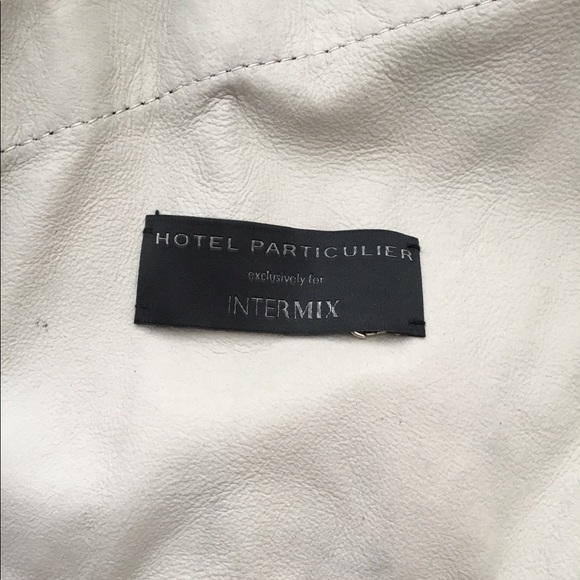 HOTEL PARTICULIER
exclusively for
INTERMIX